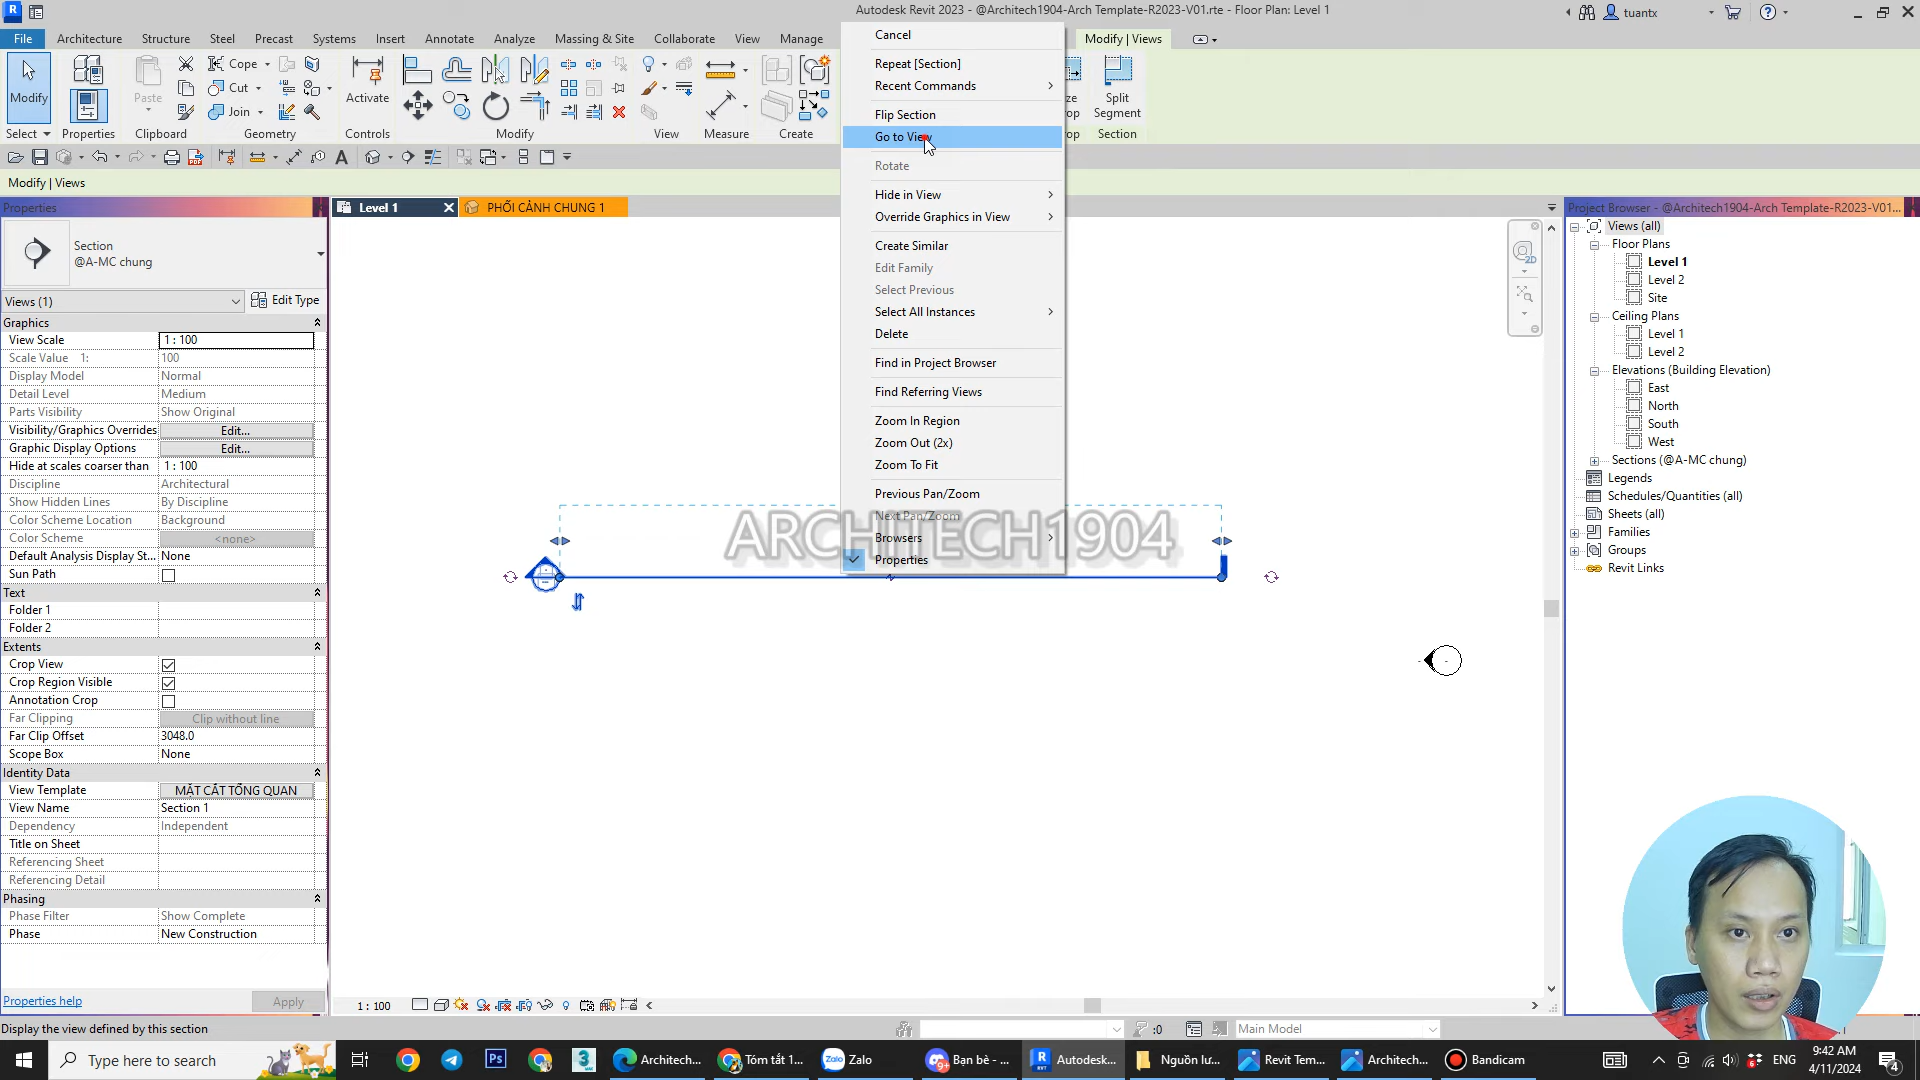 Autodesk Revit 2023 - @Architech1904-Arch Template-R2023-V01.rte - Floor Plan: Level 1
tuantx
File
Architecture
Structure
Steel
Precast
Systems
Insert
Annotate
Analyze
Massing & Site
Collaborate
View
Manage
Modify | Views
Modify
Select
Properties
Paste
Clipboard
Cope
Cut
Join
Geometry
Activate
Controls
Modify
View
Measure
Create
Split
Segment
Section
Modify | Views
Properties
Section
@A-MC chung
Views (1)
Edit Type
Graphics
View Scale 1 : 100
Scale Value 1: 100
Display Model Normal
Detail Level Medium
Parts Visibility Show Original
Visibility/Graphics Overrides Edit...
Graphic Display Options Edit...
Hide at scales coarser than 1 : 100
Discipline Architectural
Show Hidden Lines By Discipline
Color Scheme Location Background
Color Scheme <none>
Default Analysis Display St... None
Sun Path
Text
Folder 1
Folder 2
Extents
Crop View
Crop Region Visible
Annotation Crop
Far Clipping Clip without line
Far Clip Offset 3048.0
Scope Box None
Identity Data
View Template MẶT CẮT TỔNG QUAN
View Name Section 1
Dependency Independent
Title on Sheet
Referencing Sheet
Referencing Detail
Phasing
Phase Filter Show Complete
Phase New Construction
Properties help
Apply
Level 1
PHỐI CẢNH CHUNG 1
Cancel
Repeat [Section]
Recent Commands
Flip Section
Go to View
Rotate
Hide in View
Override Graphics in View
Create Similar
Edit Family
Select Previous
Select All Instances
Delete
Find in Project Browser
Find Referring Views
Zoom In Region
Zoom Out (2x)
Zoom To Fit
Previous Pan/Zoom
Next Pan/Zoom
Browsers
Properties
ARCHITECH1904
2D
Project Browser - @Architech1904-Arch Template-R2023-V01...
Views (all)
Floor Plans
Level 1
Level 2
Site
Ceiling Plans
Level 1
Level 2
Elevations (Building Elevation)
East
North
South
West
Sections (@A-MC chung)
Legends
Schedules/Quantities (all)
Sheets (all)
Families
Groups
Revit Links
1 : 100
Display the view defined by this section
:0
Main Model
Type here to search
Architech...
Tóm tắt 1...
Zalo
Bạn bè - ...
Autodesk...
Nguồn lư...
Revit Tem...
Architech...
Bandicam
ENG
9:42 AM
4/11/2024
4